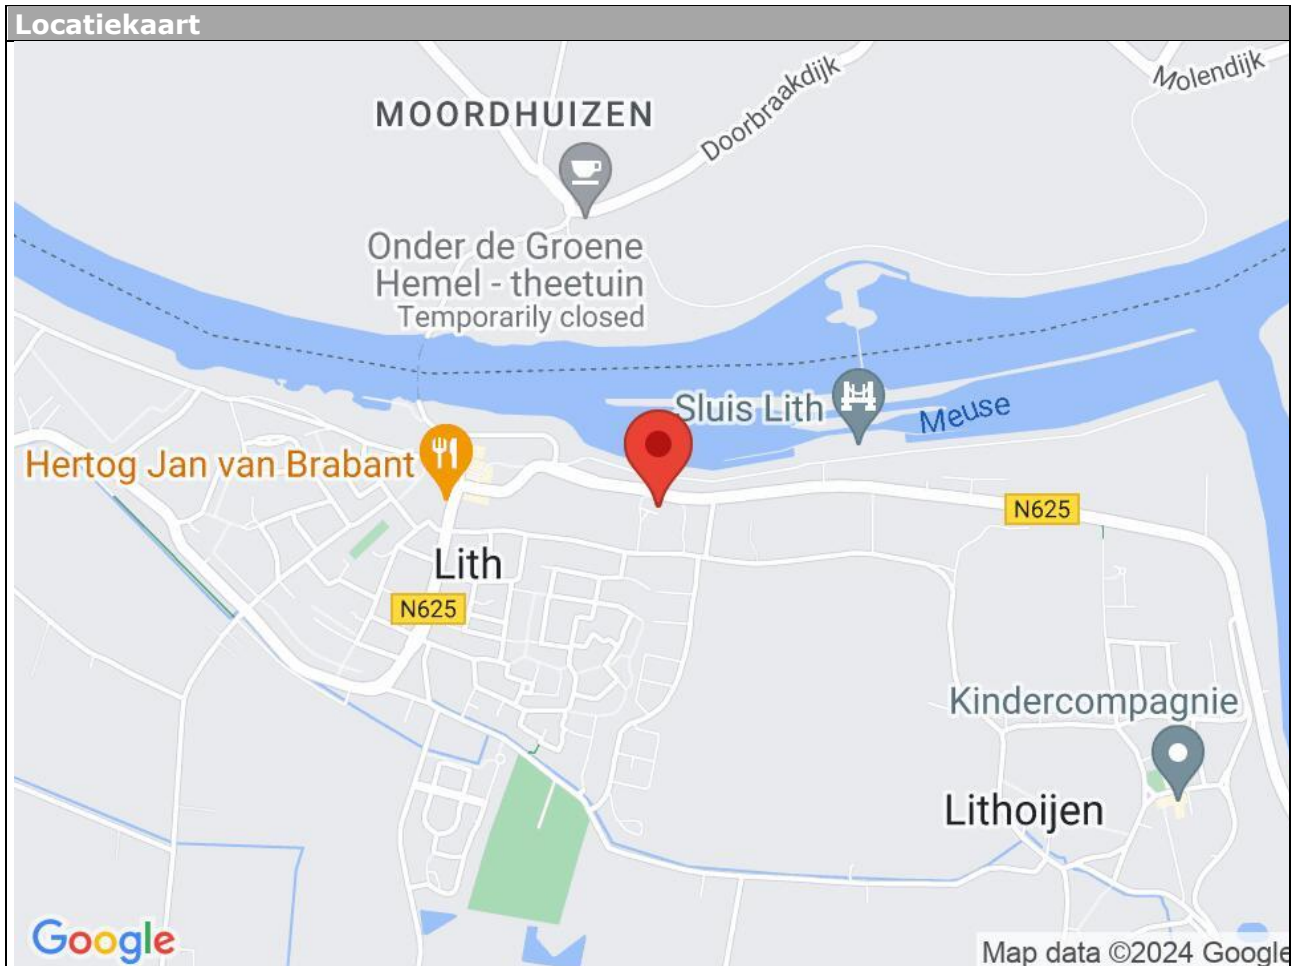 Locatiekaart
Molendijk
Doorbraakdijk
MOORDHUIZEN
Onder de Groene
Hemel - theetuin
Temporarily closed
Sluis Lith
Meuse
Hertog Jan van Brabant
N625
Lith
N625
Kindercompagnie
Lithoijen
Google
Map data ©2024 Google